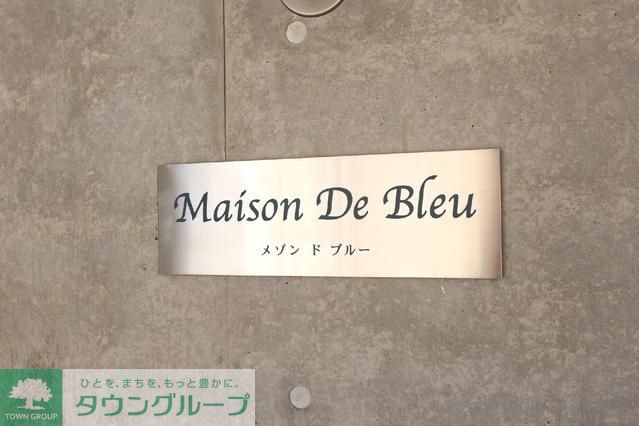 Maison De Bleu
メゾン ド ブルー
ひとを、まちを、もっと豊かに。
タウングループ
TOWN GROUP